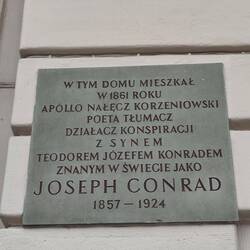 W TYM DOMU MIESZKAŁ
W 1861 ROKU
APOLLO NAŁĘCZ KORZENIOWSKI
POETA TŁUMACZ
DZIAŁACZ KONSPIRACJI
Z SYNEM
TEODOREM JÓZEFEM KONRADEM
ZNANYM W ŚWIECIE JAKO
JOSEPH CONRAD
1857 – 1924